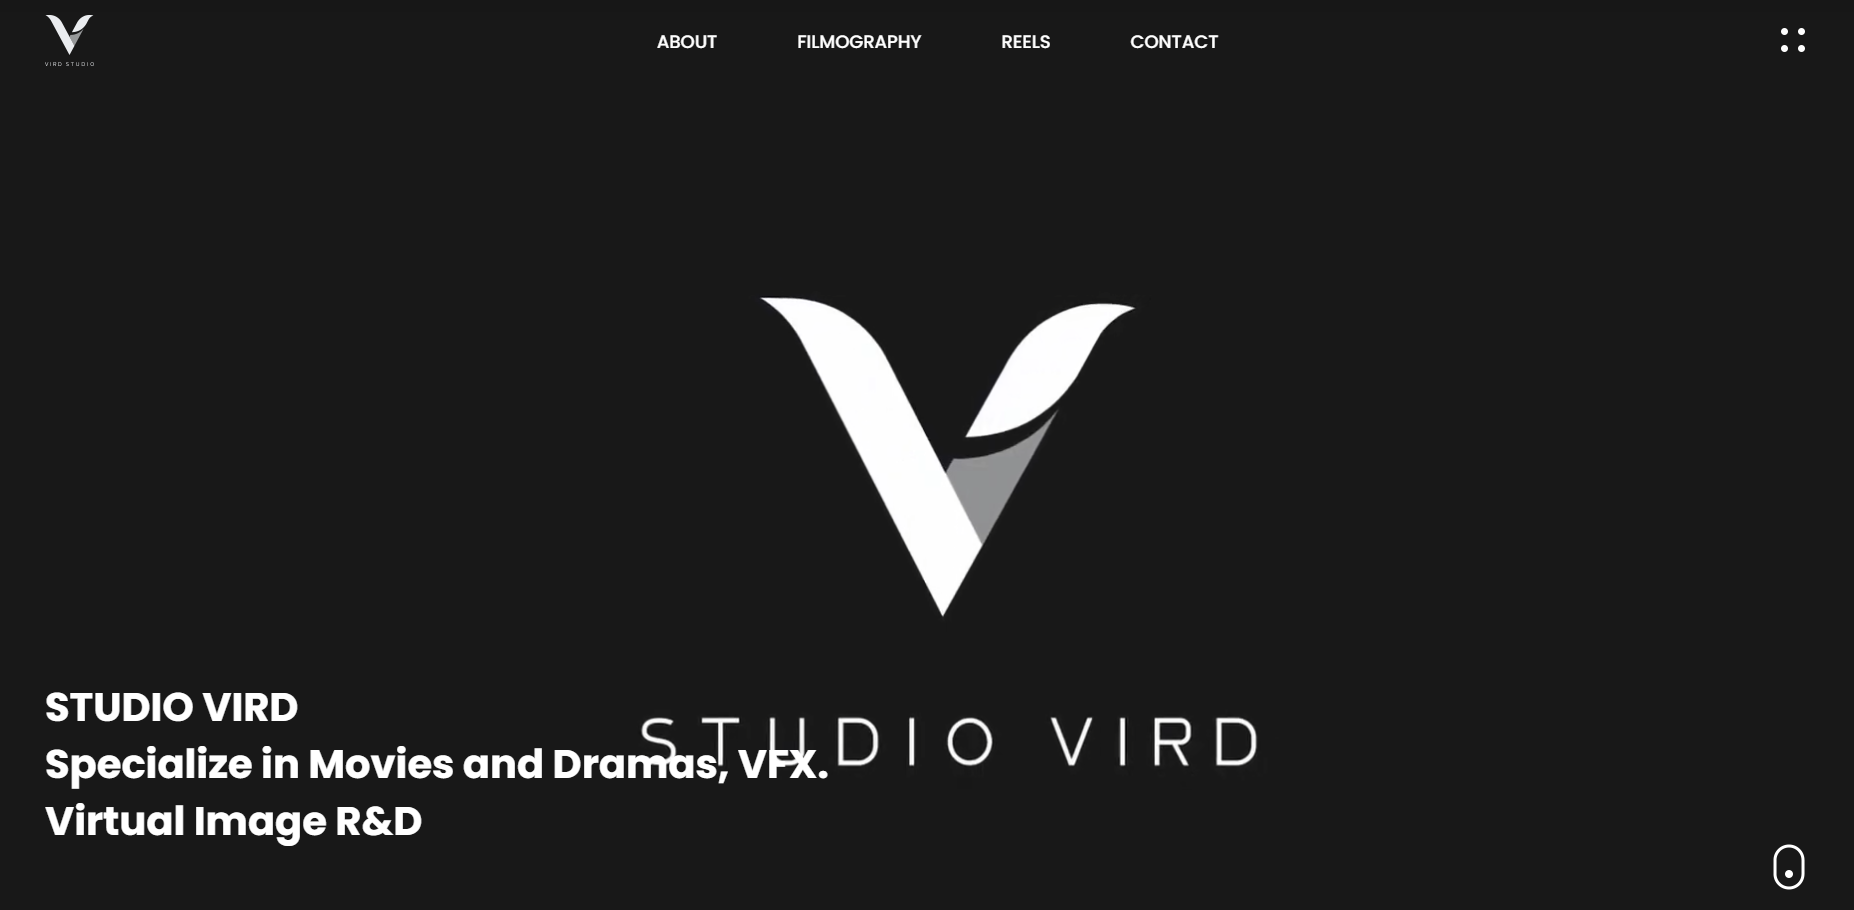 VIRD STUDIO
ABOUT FILMOGRAPHY REELS CONTACT
STUDIO VIRD
STUDIO VIRD
Specialize in Movies and Dramas, VFX.
Virtual Image R&D